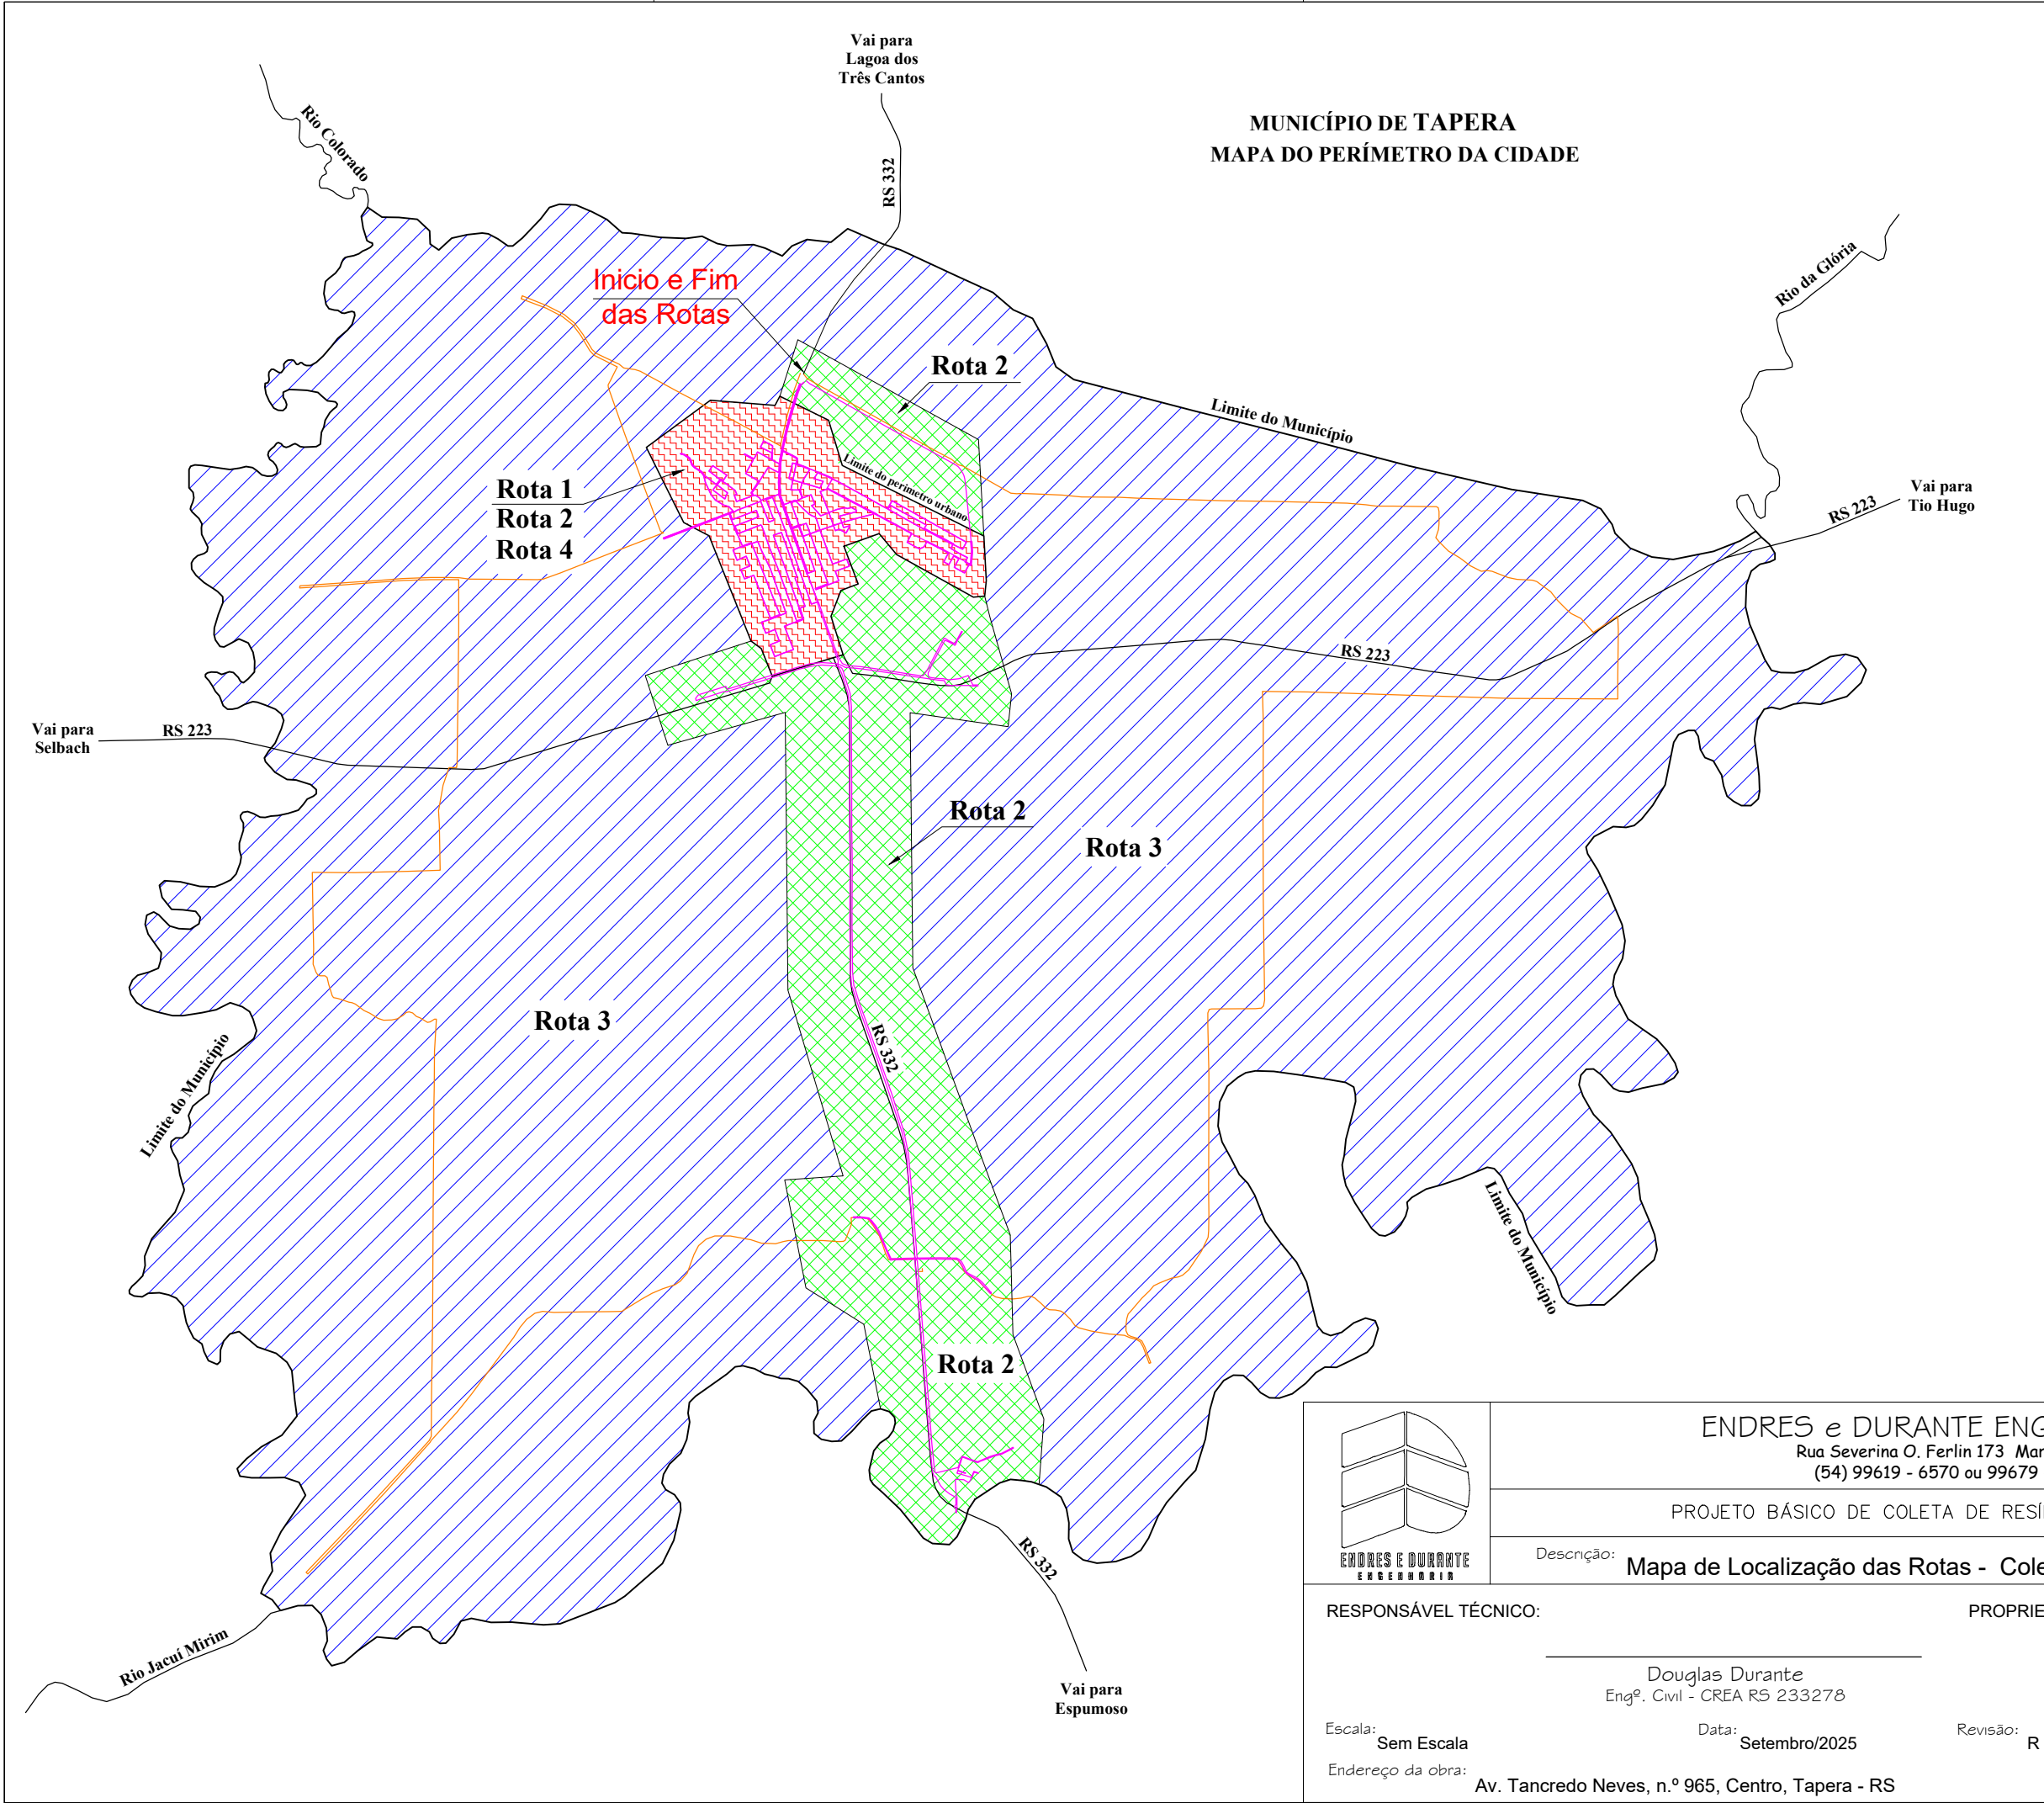 Vai para
Lagoa dos
Três Cantos
MUNICÍPIO DE TAPERA
MAPA DO PERÍMETRO DA CIDADE
Rio Colorado
RS 332
Rio da Glória
Inicio e Fim
das Rotas
Rota 2
Limite do Município
Limite do perímetro urbano
Rota 1
Rota 2
Rota 4
Vai para
Tio Hugo
RS 223
RS 223
Vai para
Selbach
RS 223
Rota 2
Rota 3
Rota 3
RS 332
Limite do Município
Limite do Município
Rota 2
RS 332
Rio Jacuí Mirim
Vai para
Espumoso
ENDRES E DURANTE
ENGENHARIA
ENDRES e DURANTE ENG
Rua Severina O. Ferlin 173 Mar
(54) 99619 - 6570 ou 99679
PROJETO BÁSICO DE COLETA DE RESÍ
Descrição: Mapa de Localização das Rotas - Cole
RESPONSÁVEL TÉCNICO: PROPRIE
Douglas Durante
Engº. Civil - CREA RS 233278
Escala: Sem Escala Data: Setembro/2025 Revisão: R
Endereço da obra: Av. Tancredo Neves, n.º 965, Centro, Tapera - RS